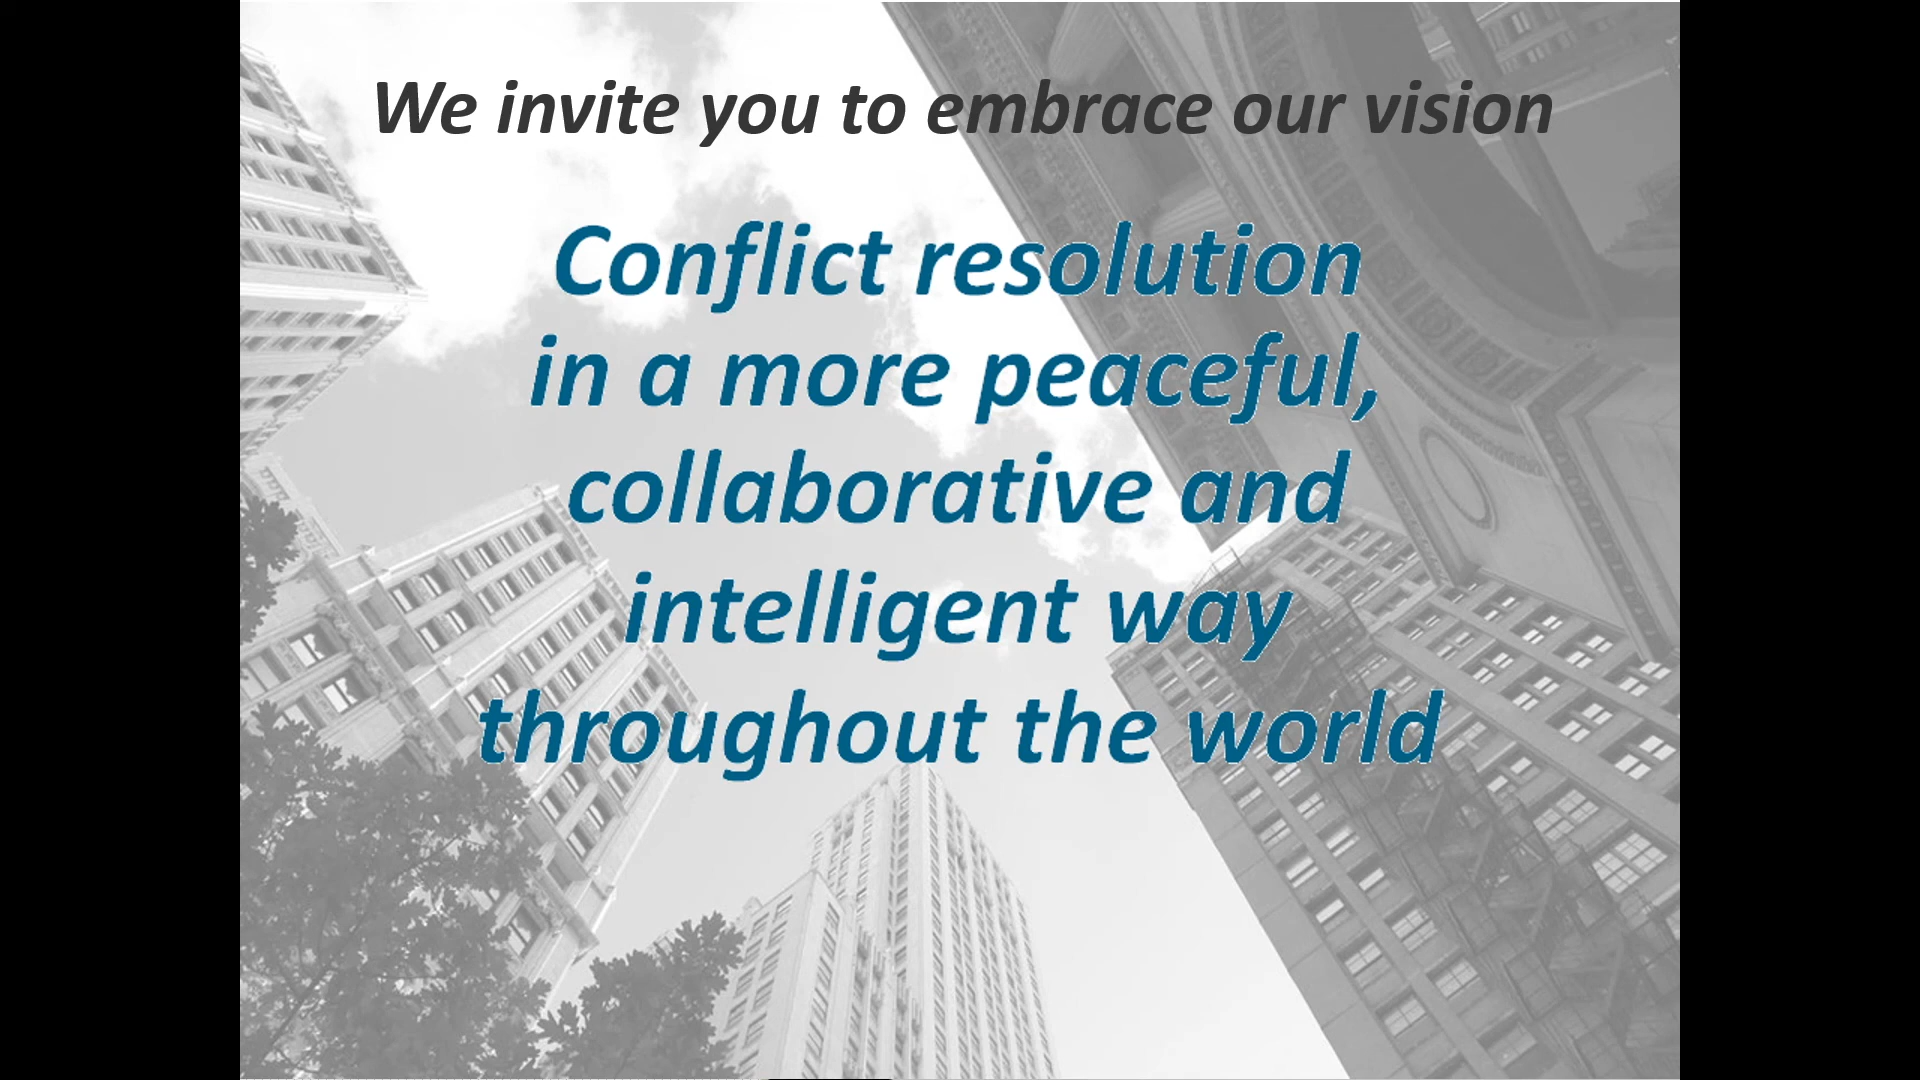 We invite you to embrace our vision
Conflict resolution
in a more peaceful,
collaborative and
intelligent way
throughout the world